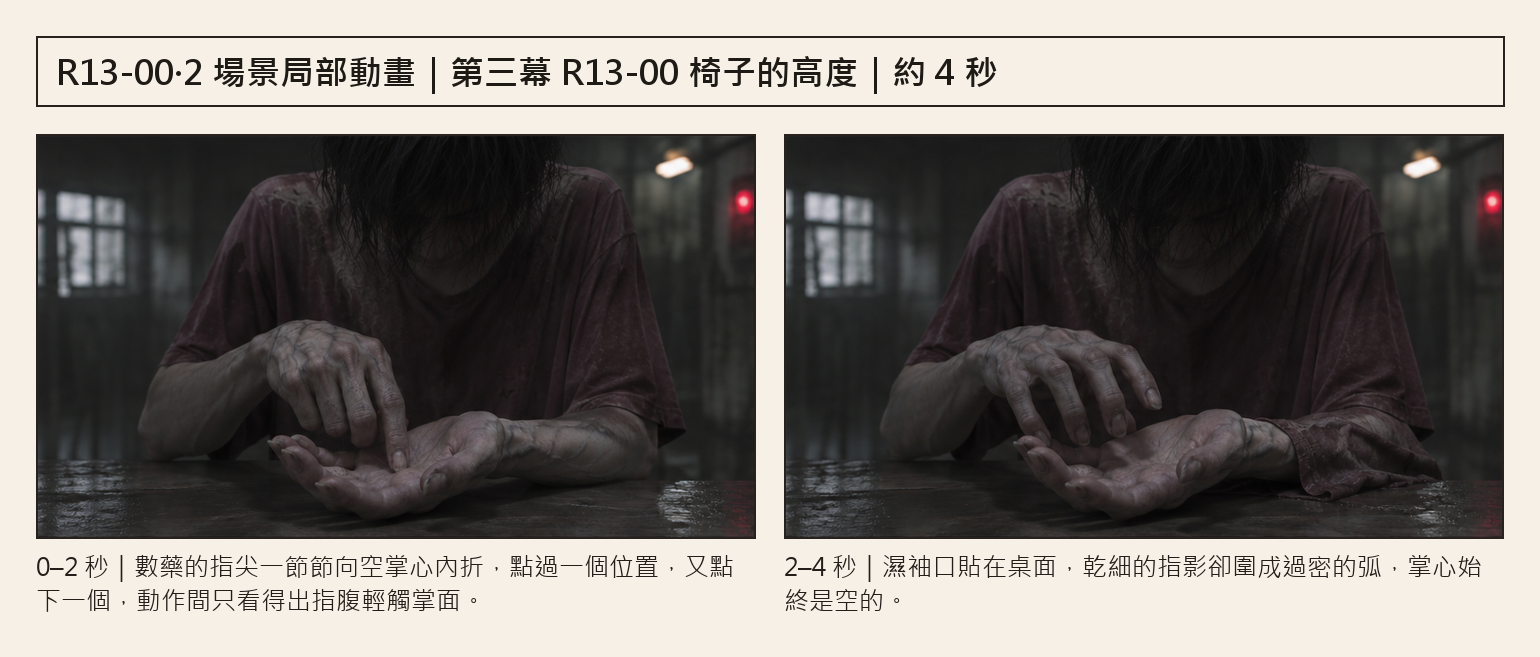 R13-00·2 場景局部動畫｜第三幕 R13-00 椅子的高度｜約 4 秒
0–2 秒｜數藥的指尖一節節向空掌心內折，點過一個位置，又點
下一個，動作間只看得出指腹輕觸掌面。
2–4 秒｜濕袖口貼在桌面，乾細的指影卻圍成過密的弧，掌心始
終是空的。